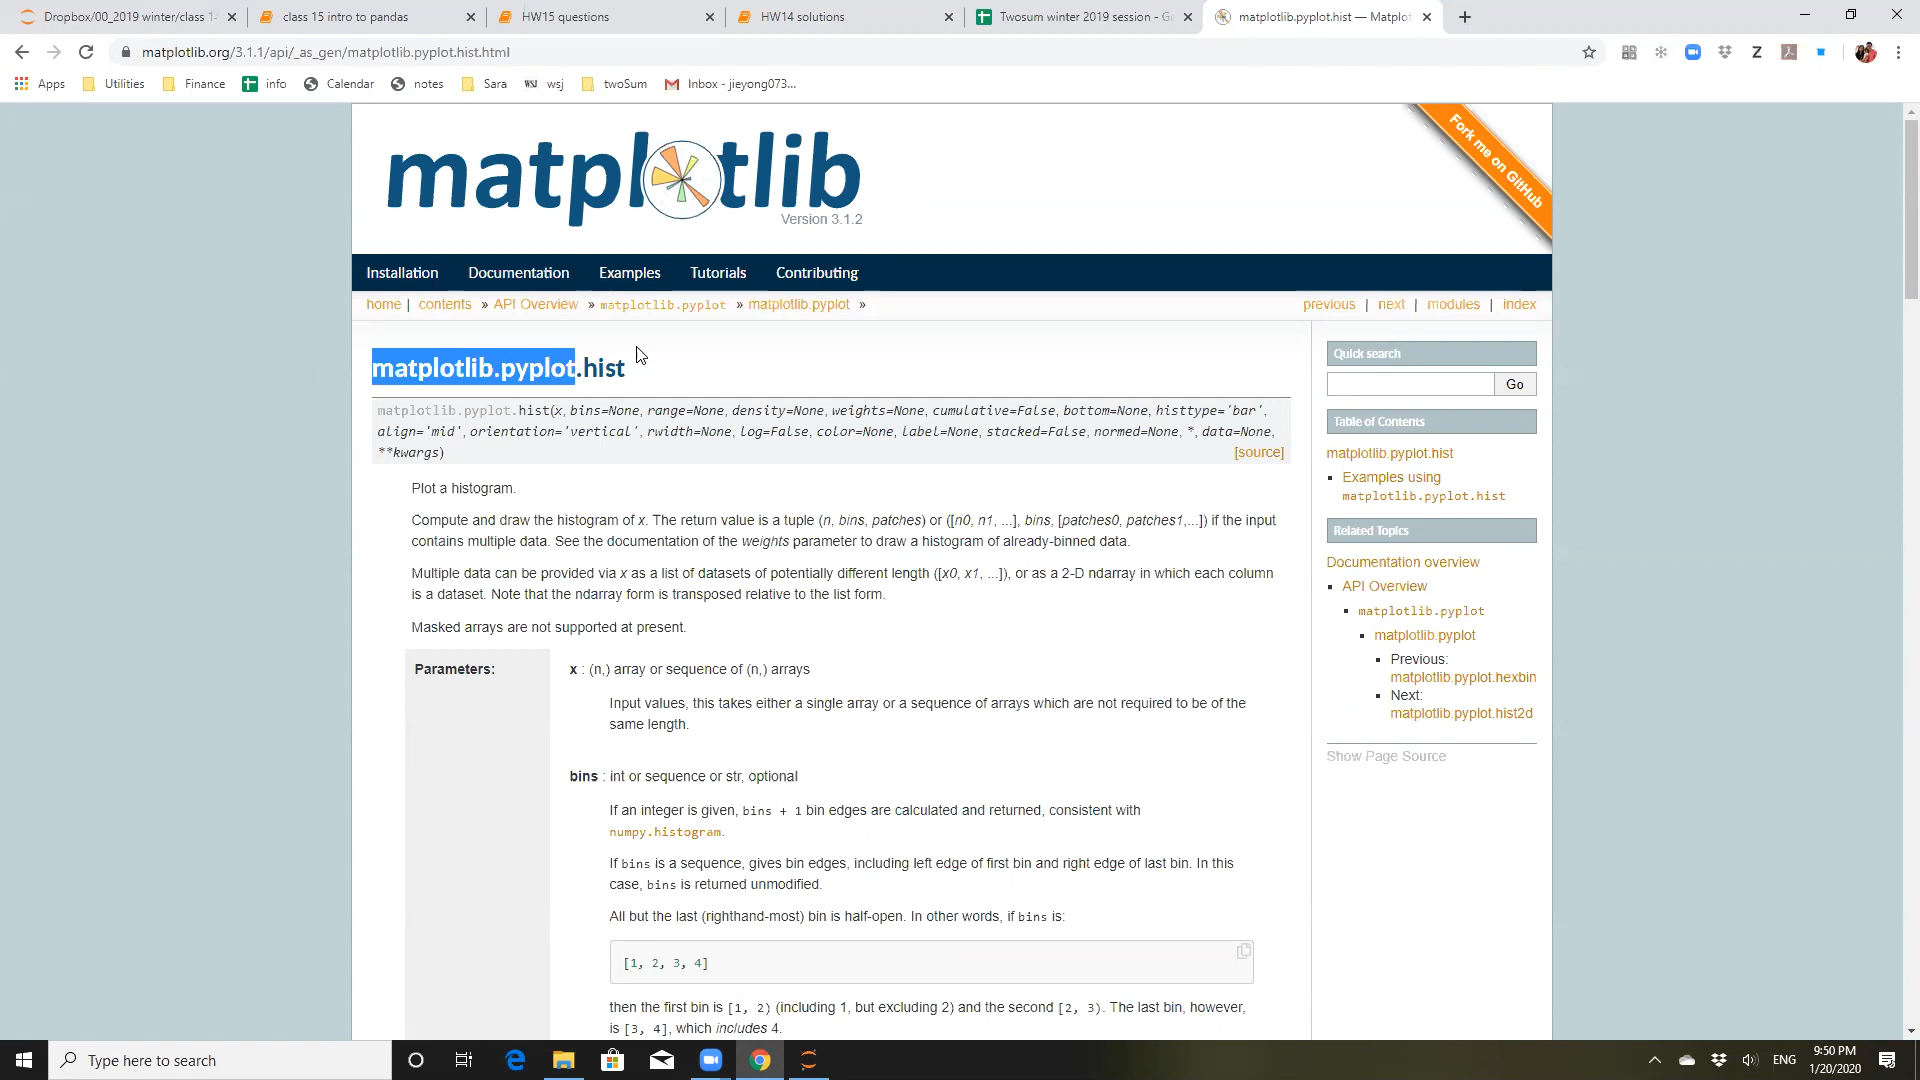 Dropbox/00_2019 winter/class 1
class 15 intro to pandas
HW15 questions
HW14 solutions
Twosum winter 2019 session - Go
matplotlib.pyplot.hist — Matplot
matplotlib.org/3.1.1/api/_as_gen/matplotlib.pyplot.hist.html
Apps Utilities Finance info Calendar notes Sara wsj twoSum Inbox - jieyong073...
Fork me on GitHub
matplotlib
Version 3.1.2
Installation Documentation Examples Tutorials Contributing
home | contents » API Overview » matplotlib.pyplot » matplotlib.pyplot »
previous | next | modules | index
matplotlib.pyplot.hist
matplotlib.pyplot.hist(x, bins=None, range=None, density=None, weights=None, cumulative=False, bottom=None, histtype='bar',
align='mid', orientation='vertical', rwidth=None, log=False, color=None, label=None, stacked=False, normed=None, *, data=None,
**kwargs)
[source]
Plot a histogram.
Compute and draw the histogram of x. The return value is a tuple (n, bins, patches) or ([n0, n1, ...], bins, [patches0, patches1,...]) if the input
contains multiple data. See the documentation of the weights parameter to draw a histogram of already-binned data.
Multiple data can be provided via x as a list of datasets of potentially different length ([x0, x1, ...]), or as a 2-D ndarray in which each column
is a dataset. Note that the ndarray form is transposed relative to the list form.
Masked arrays are not supported at present.
Parameters:
x : (n,) array or sequence of (n,) arrays
Input values, this takes either a single array or a sequence of arrays which are not required to be of the
same length.
bins : int or sequence or str, optional
If an integer is given, bins + 1 bin edges are calculated and returned, consistent with
numpy.histogram.
If bins is a sequence, gives bin edges, including left edge of first bin and right edge of last bin. In this
case, bins is returned unmodified.
All but the last (righthand-most) bin is half-open. In other words, if bins is:
[1, 2, 3, 4]
then the first bin is [1, 2) (including 1, but excluding 2) and the second [2, 3). The last bin, however,
is [3, 4], which includes 4.
Quick search
Go
Table of Contents
matplotlib.pyplot.hist
Examples using
matplotlib.pyplot.hist
Related Topics
Documentation overview
API Overview
matplotlib.pyplot
matplotlib.pyplot
Previous:
matplotlib.pyplot.hexbin
Next:
matplotlib.pyplot.hist2d
Show Page Source
Type here to search
ENG
9:50 PM
1/20/2020